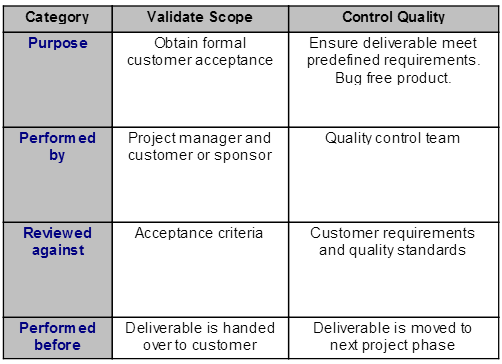 Category Validate Scope Control Quality
Purpose Obtain formal Ensure deliverable meet
customer acceptance predefined requirements.
Bug free product.
Performed Project manager and Quality control team
by customer or sponsor
Reviewed Acceptance criteria Customer requirements
against and quality standards
Performed Deliverable is handed Deliverable is moved to
before over to customer next project phase